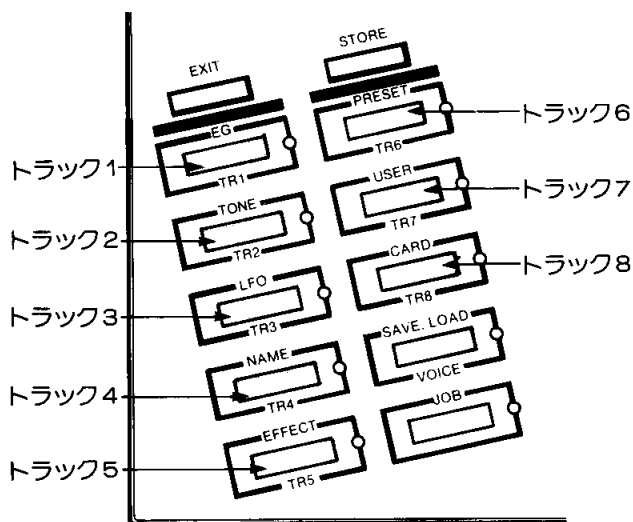 EXIT
STORE
EG
TR1
TONE
TR2
LFO
TR3
NAME
TR4
EFFECT
TR5
PRESET
TR6
USER
TR7
CARD
TR8
SAVE. LOAD
VOICE
JOB
トラック1
トラック2
トラック3
トラック4
トラック5
トラック6
トラック7
トラック8